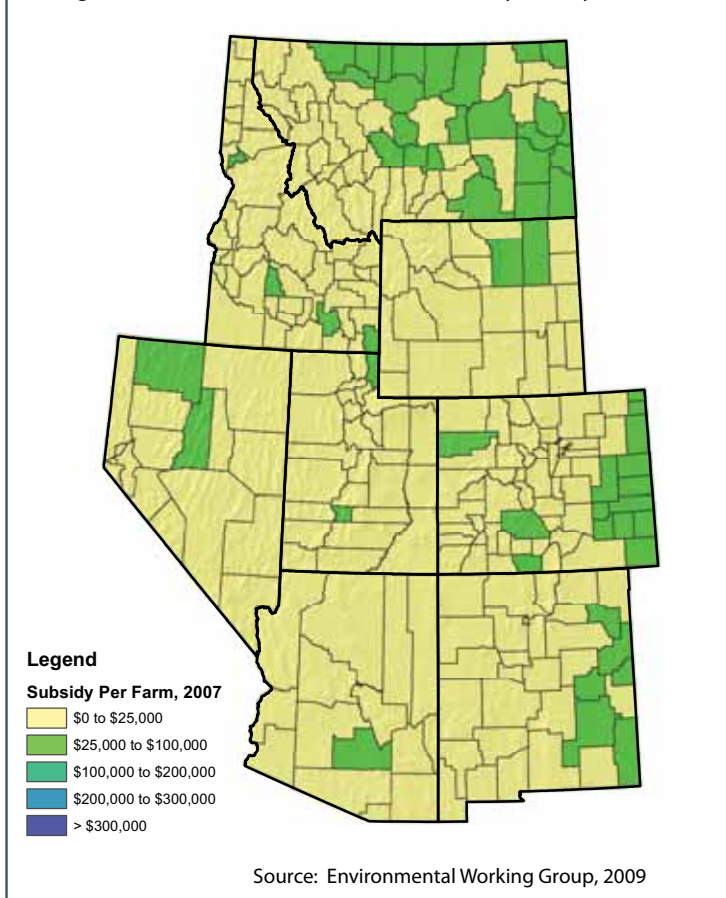 Legend
Subsidy Per Farm, 2007
$0 to $25,000
$25,000 to $100,000
$100,000 to $200,000
$200,000 to $300,000
> $300,000
Source: Environmental Working Group, 2009